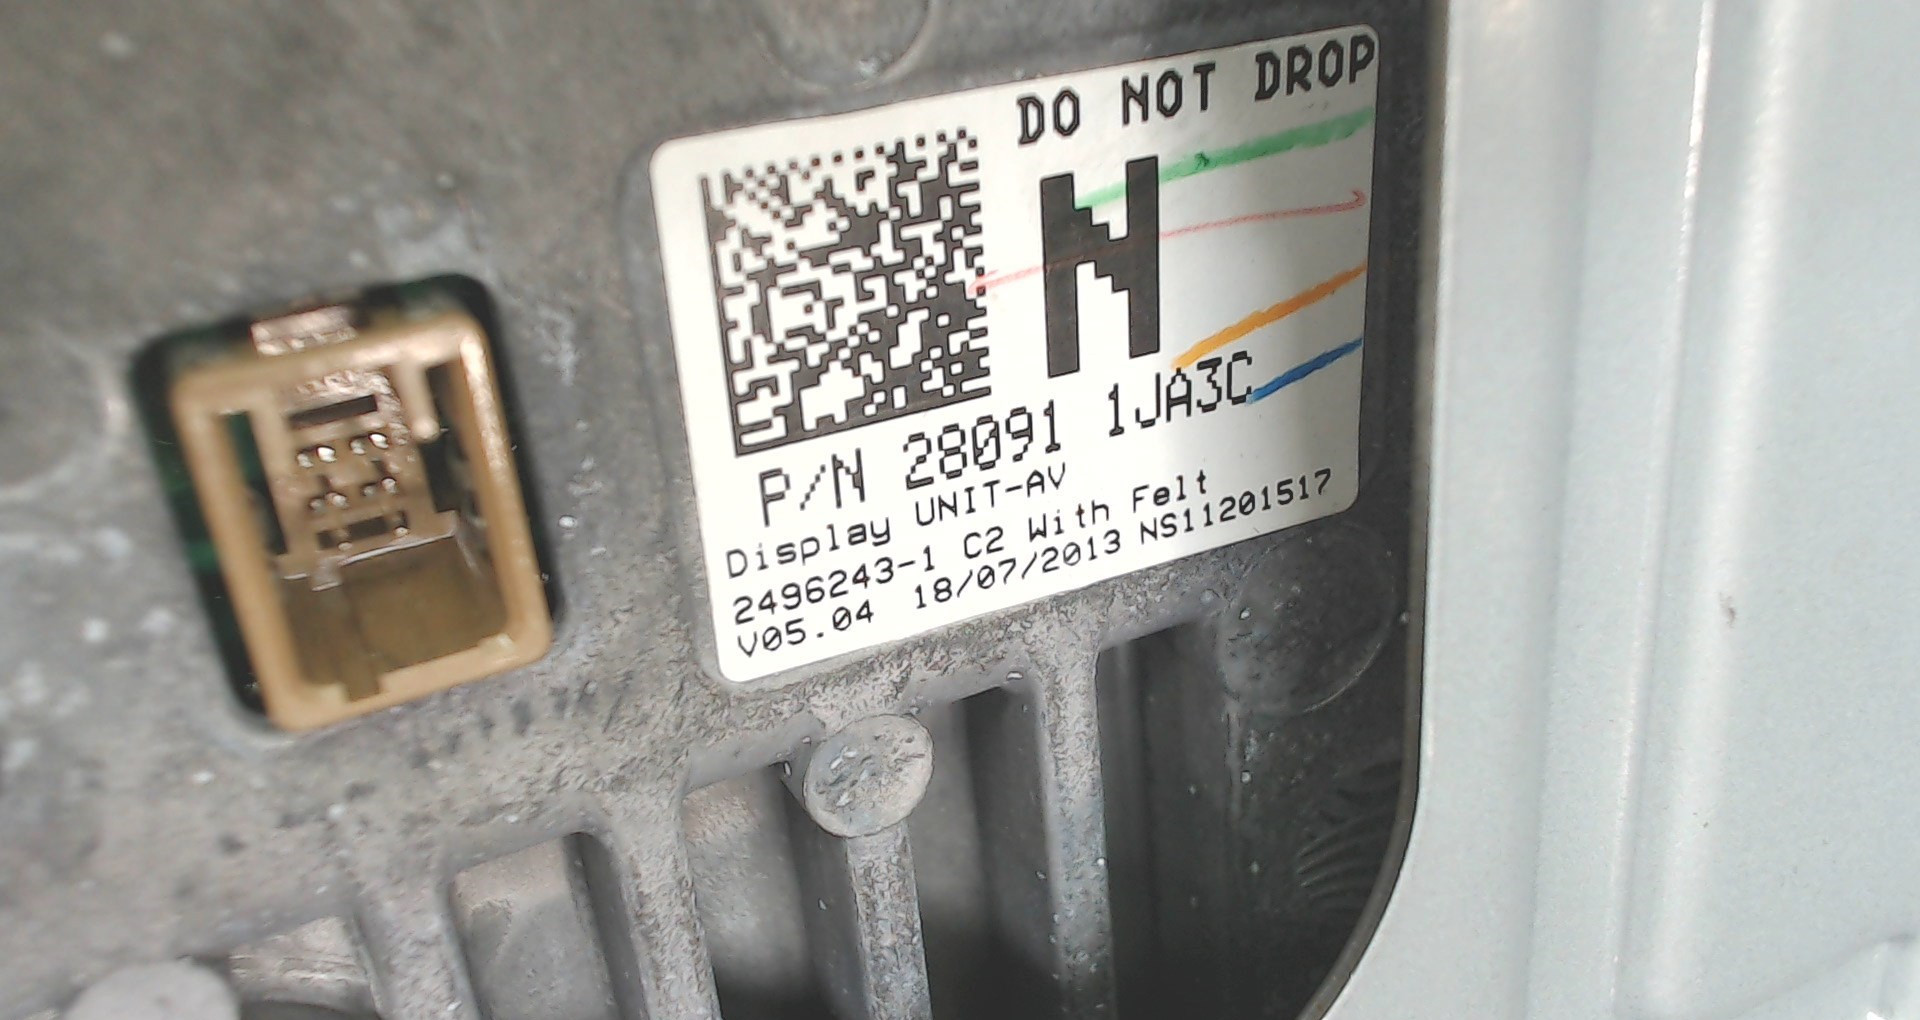 DO NOT DROP
N
P/N 28091 1JA3C
Display UNIT-AV
2496243-1 C2 With Felt
V05.04 18/07/2013 NS11201517